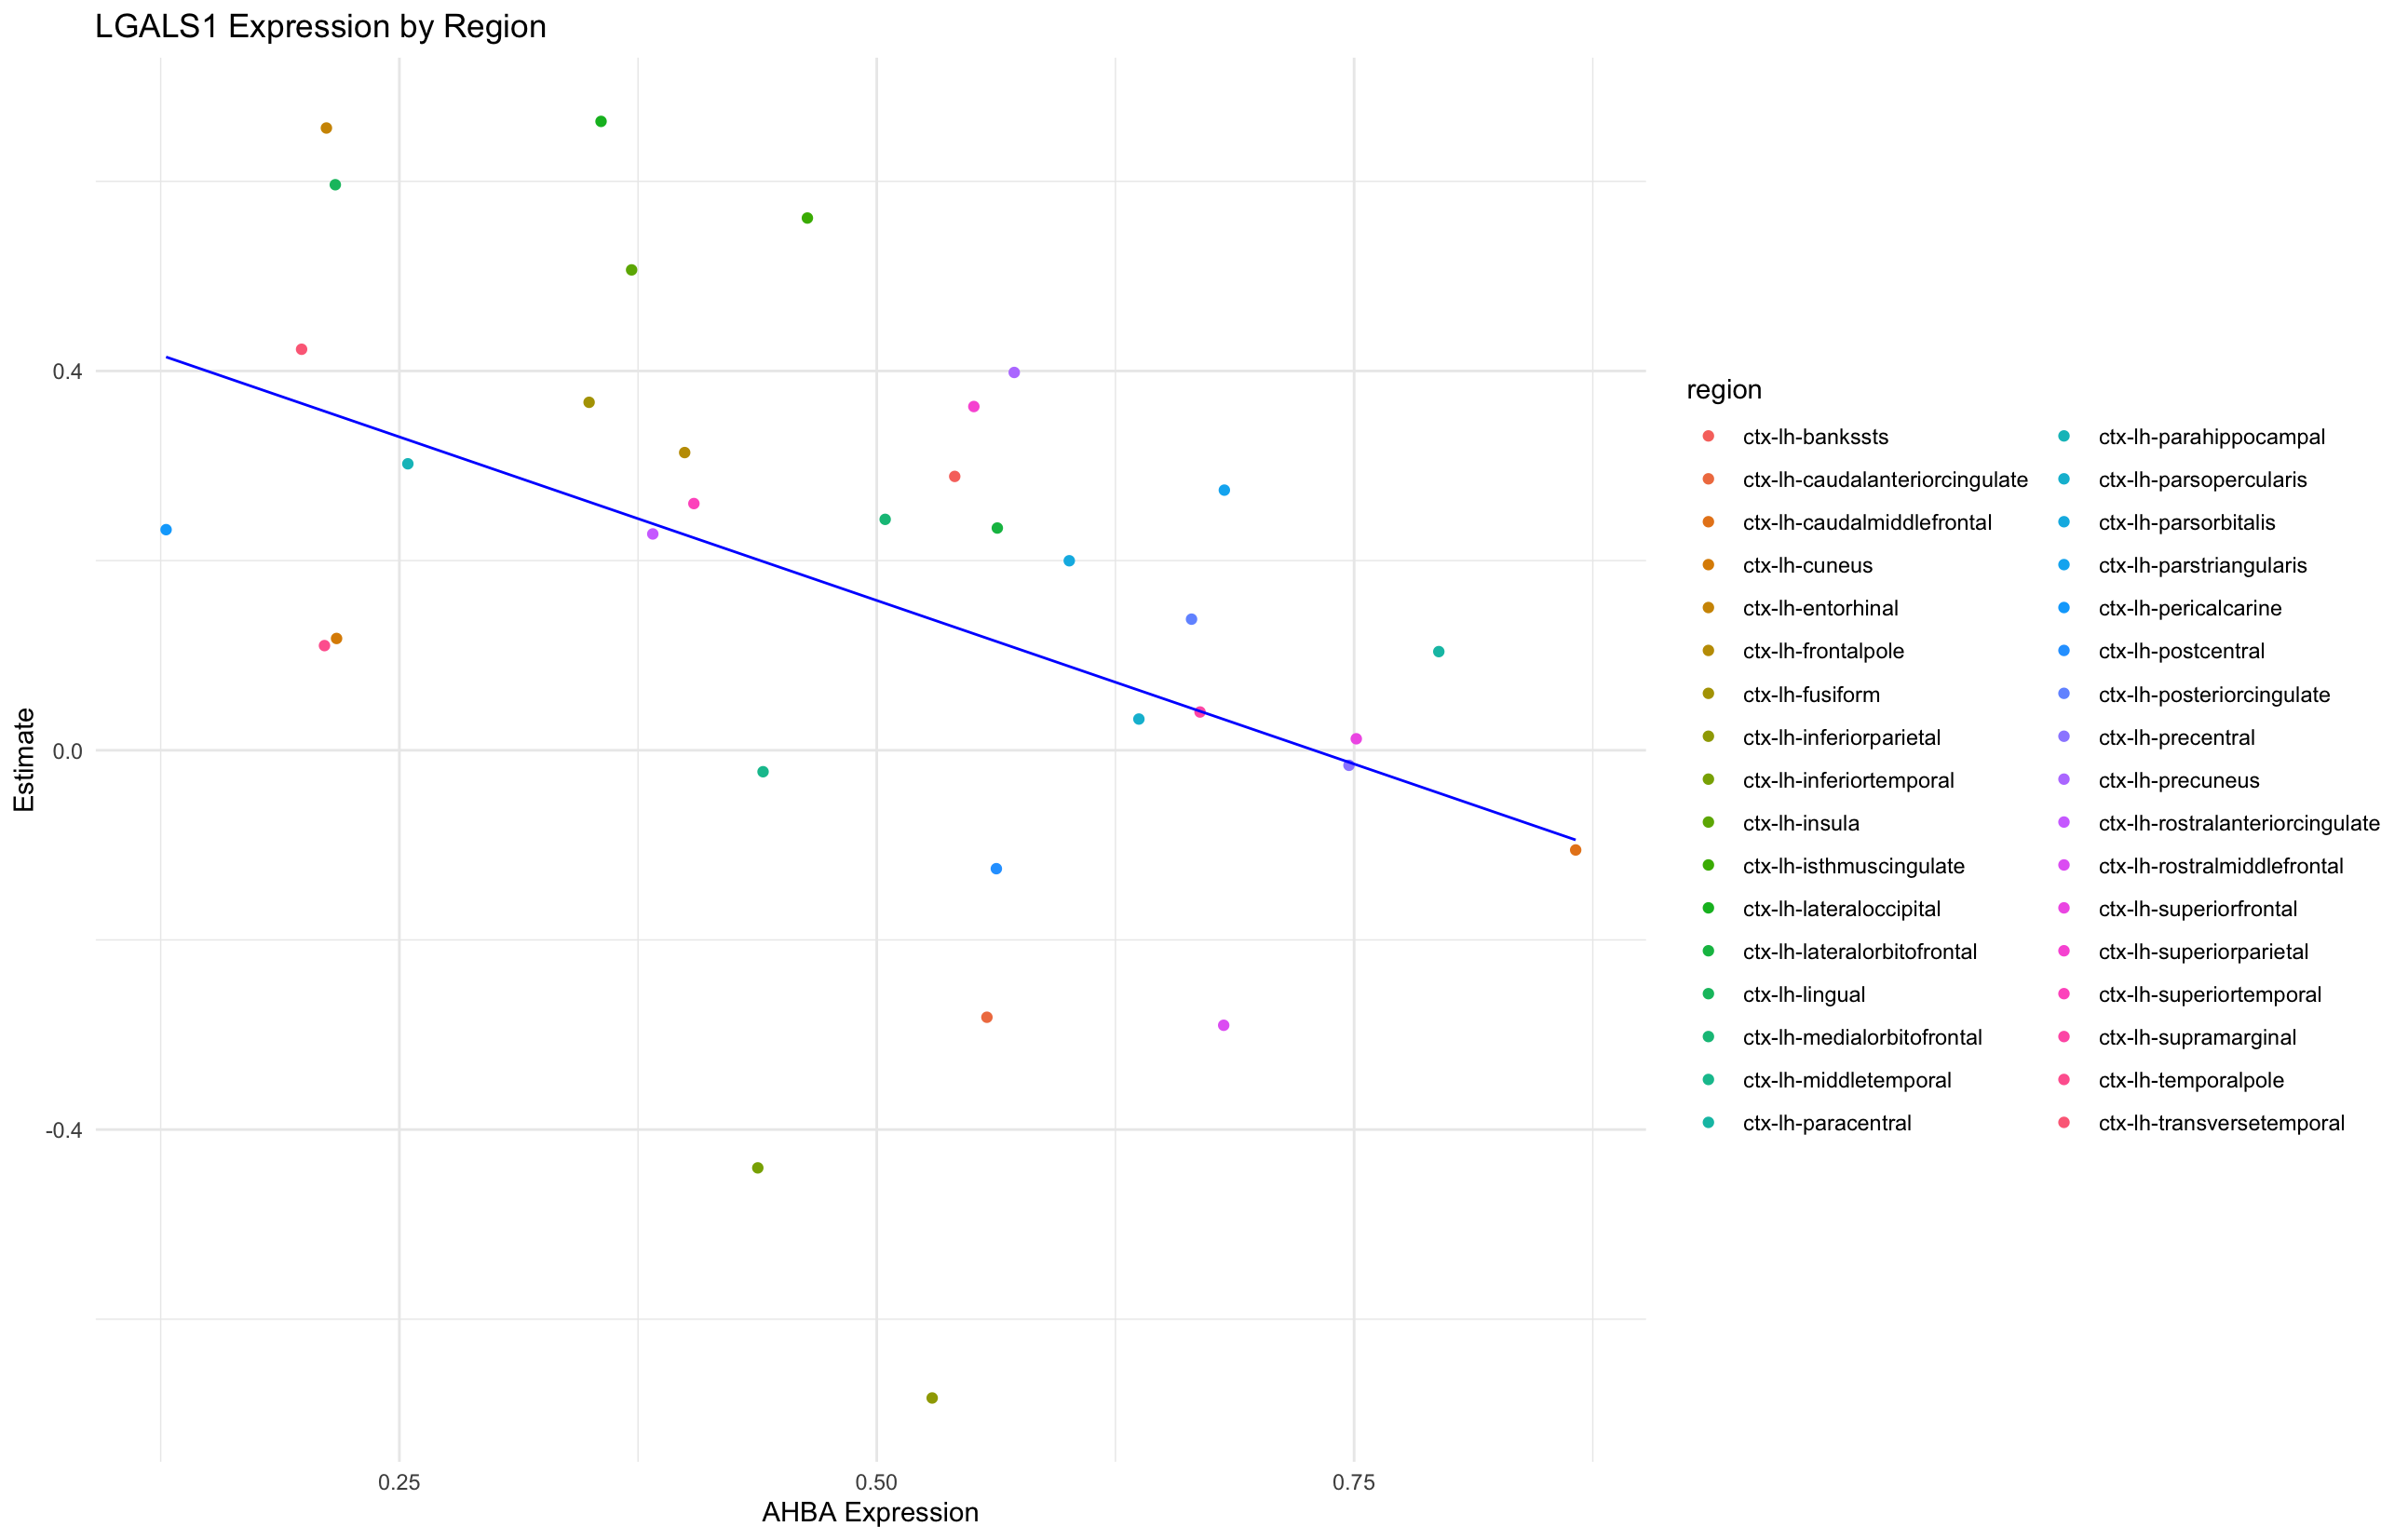 LGALS1 Expression by Region
Estimate
0.4
0.0
-0.4
0.25
0.50
0.75
AHBA Expression
region
ctx-lh-bankssts
ctx-lh-caudalanteriorcingulate
ctx-lh-caudalmiddlefrontal
ctx-lh-cuneus
ctx-lh-entorhinal
ctx-lh-frontalpole
ctx-lh-fusiform
ctx-lh-inferiorparietal
ctx-lh-inferiortemporal
ctx-lh-insula
ctx-lh-isthmuscingulate
ctx-lh-lateraloccipital
ctx-lh-lateralorbitofrontal
ctx-lh-lingual
ctx-lh-medialorbitofrontal
ctx-lh-middletemporal
ctx-lh-paracentral
ctx-lh-parahippocampal
ctx-lh-parsopercularis
ctx-lh-parsorbitalis
ctx-lh-parstriangularis
ctx-lh-pericalcarine
ctx-lh-postcentral
ctx-lh-posteriorcingulate
ctx-lh-precentral
ctx-lh-precuneus
ctx-lh-rostralanteriorcingulate
ctx-lh-rostralmiddlefrontal
ctx-lh-superiorfrontal
ctx-lh-superiorparietal
ctx-lh-superiortemporal
ctx-lh-supramarginal
ctx-lh-temporalpole
ctx-lh-transversetemporal